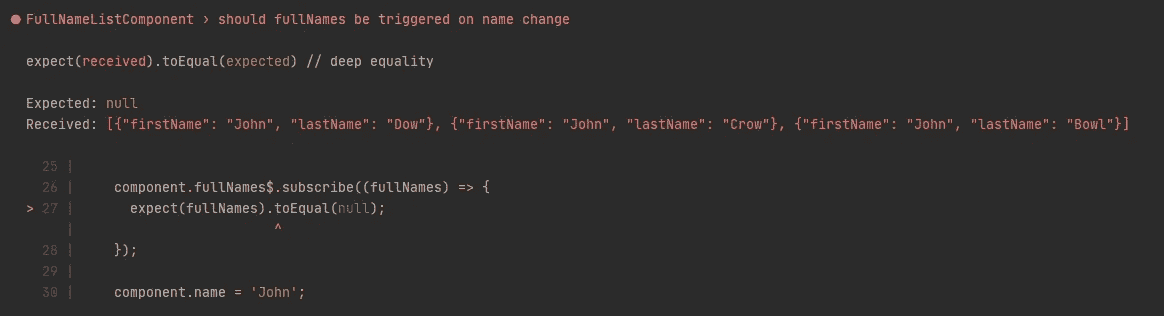 ● FullNameListComponent › should fullNames be triggered on name change
expect(received).toEqual(expected) // deep equality
Expected: null
Received: [{"firstName": "John", "lastName": "Dow"}, {"firstName": "John", "lastName": "Crow"}, {"firstName": "John", "lastName": "Bowl"}]
25 |
26 | component.fullNames$.subscribe((fullNames) => {
> 27 | expect(fullNames).toEqual(null);
| ^
28 | });
29 |
30 | component.name = 'John';